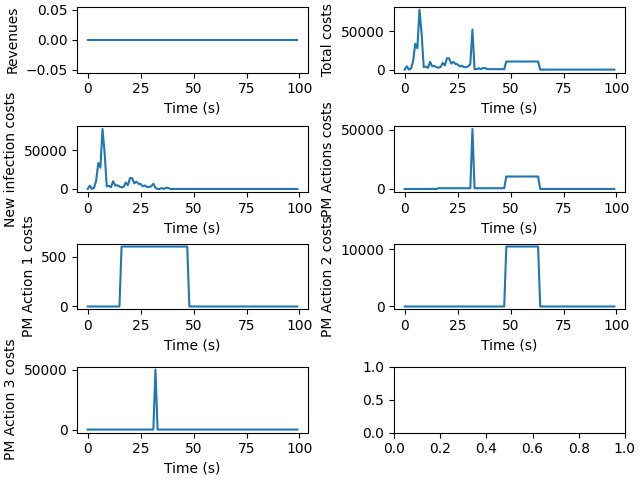 Revenues
0.05
0.00
−0.05
0 25 50 75 100
Time (s)
Total costs
50000
0
0 25 50 75 100
Time (s)
New infection costs
50000
0
0 25 50 75 100
Time (s)
PM Actions costs
50000
0
0 25 50 75 100
Time (s)
PM Action 1 costs
500
0
0 25 50 75 100
Time (s)
PM Action 2 costs
10000
0
0 25 50 75 100
Time (s)
PM Action 3 costs
50000
0
0 25 50 75 100
Time (s)
1.0
0.5
0.0
0.0 0.2 0.4 0.6 0.8 1.0